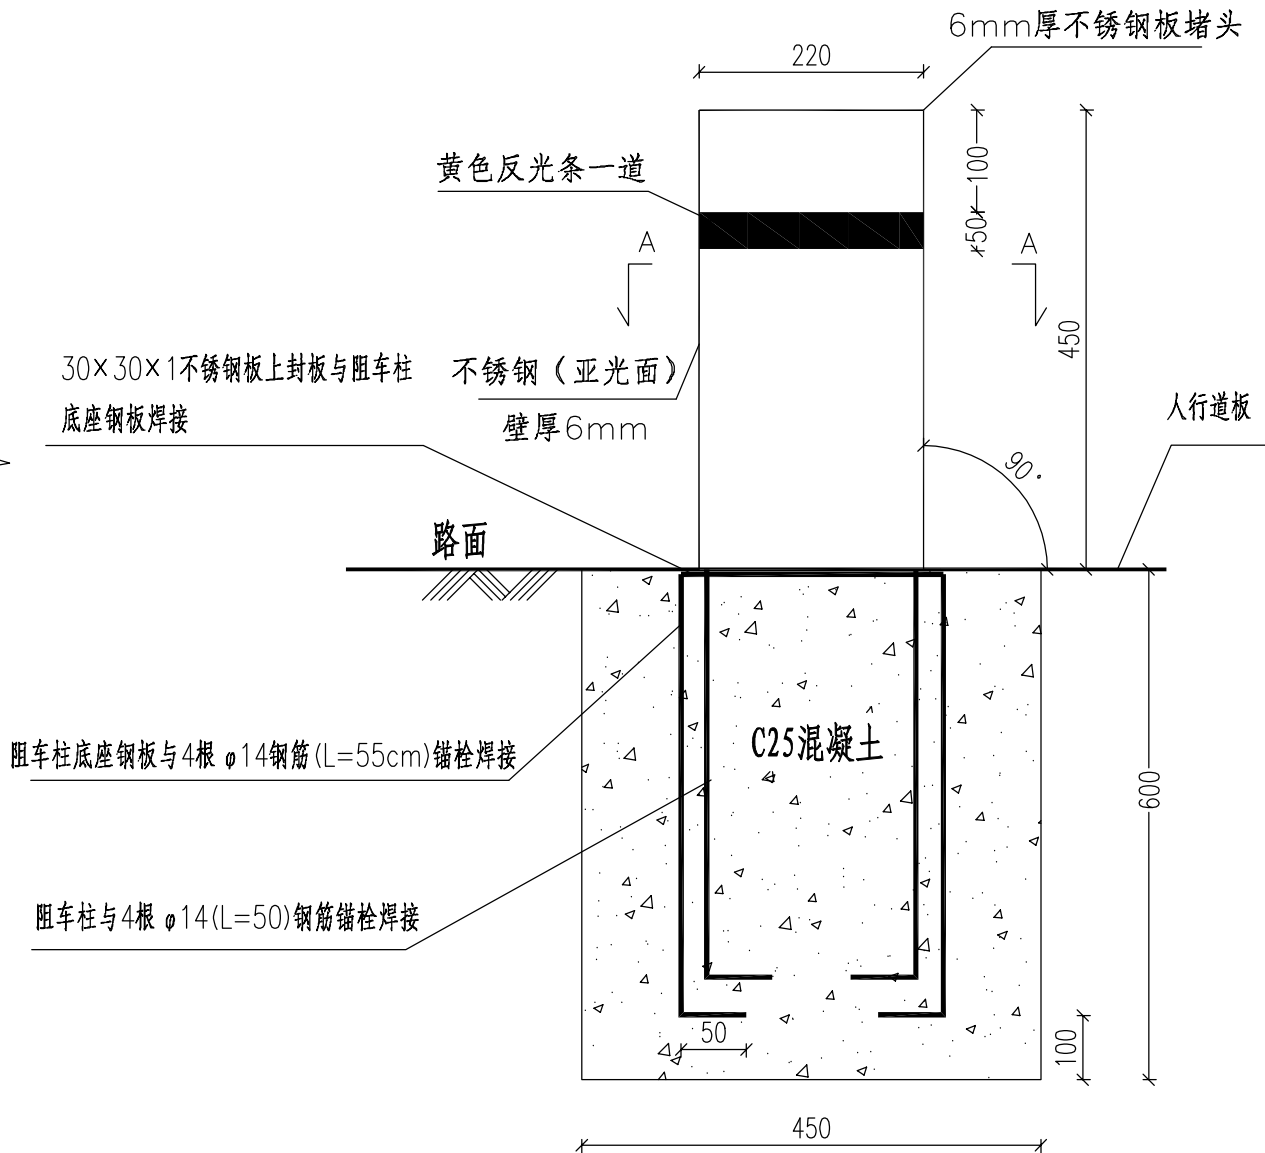 6mm厚不锈钢板堵头
220
黄色反光条一道
100
50
A
A
450
30×30×1不锈钢板上封板与阻车柱
底座钢板焊接
不锈钢（亚光面）
壁厚6mm
人行道板
90°
路面
C25混凝土
阻车柱底座钢板与4根 φ14钢筋(L=55cm)锚栓焊接
600
阻车柱与4根 φ14(L=50)钢筋锚栓焊接
50
100
450